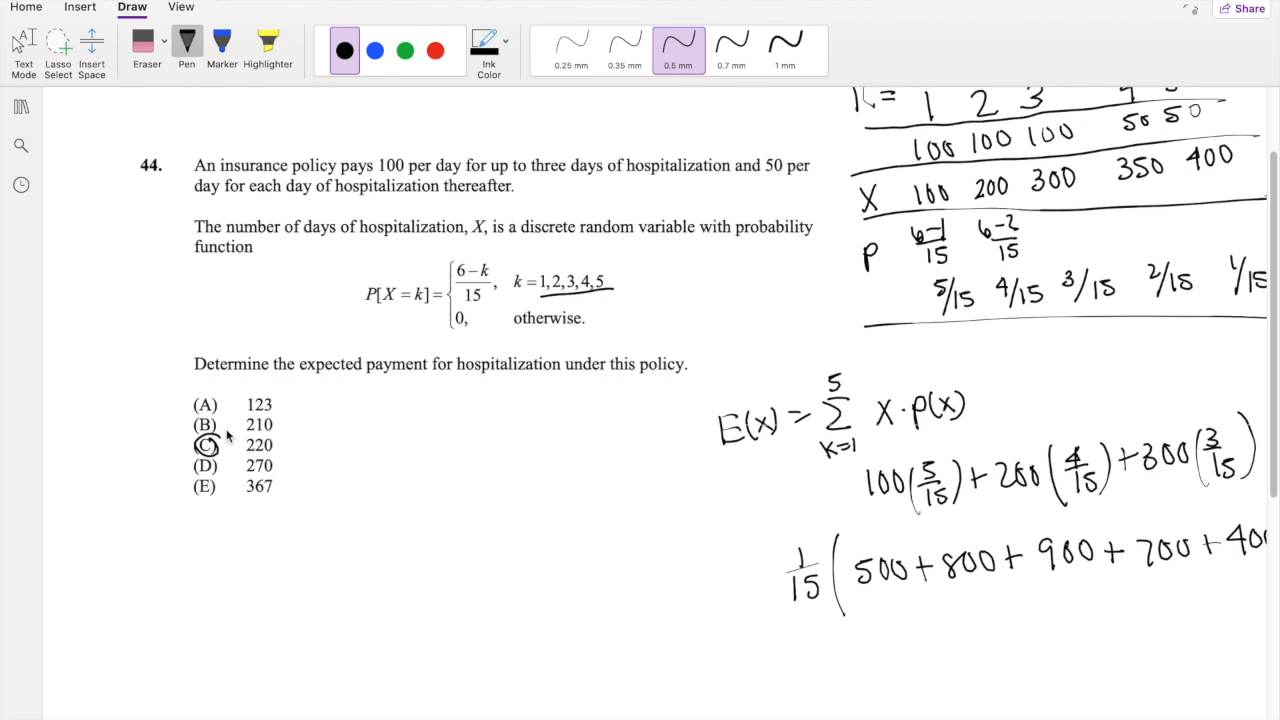 Home Insert Draw View
Share
Text Mode
Lasso Select
Insert Space
Eraser
Pen
Marker
Highlighter
Ink Color
0.25 mm
0.35 mm
0.5 mm
0.7 mm
1 mm
44. An insurance policy pays 100 per day for up to three days of hospitalization and 50 per
day for each day of hospitalization thereafter.
The number of days of hospitalization, X, is a discrete random variable with probability
function
P[X = k] = { 6 − k / 15, k = 1,2,3,4,5
0, otherwise.
Determine the expected payment for hospitalization under this policy.
(A) 123
(B) 210
(C) 220
(D) 270
(E) 367
K = 1 2 3 4
100 100 100 50 50
X 100 200 300 350 400
P 6-1/15 6-2/15
5/15 4/15 3/15 2/15 1/15
E(x) = 5 Σ k=1 X · P(x)
100(5/15) + 200(4/15) + 300(3/15)
1/15 (500 + 800 + 900 + 700 + 400